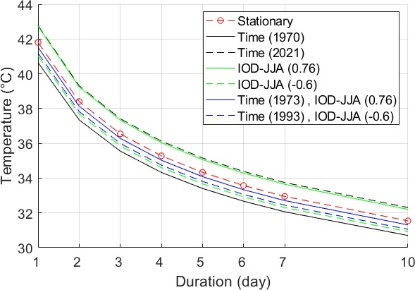 44
42
40
38
36
34
32
30
Temperature (°C)
Stationary
Time (1970)
Time (2021)
IOD-JJA (0.76)
IOD-JJA (-0.6)
Time (1973) , IOD-JJA (0.76)
Time (1993) , IOD-JJA (-0.6)
1 2 3 4 5 6 7 10
Duration (day)